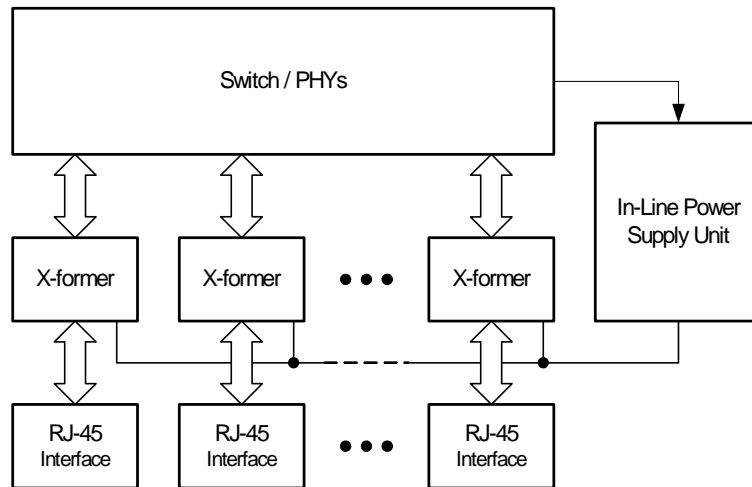 Switch / PHYs
In-Line Power
Supply Unit
X-former
X-former
X-former
RJ-45
Interface
RJ-45
Interface
RJ-45
Interface